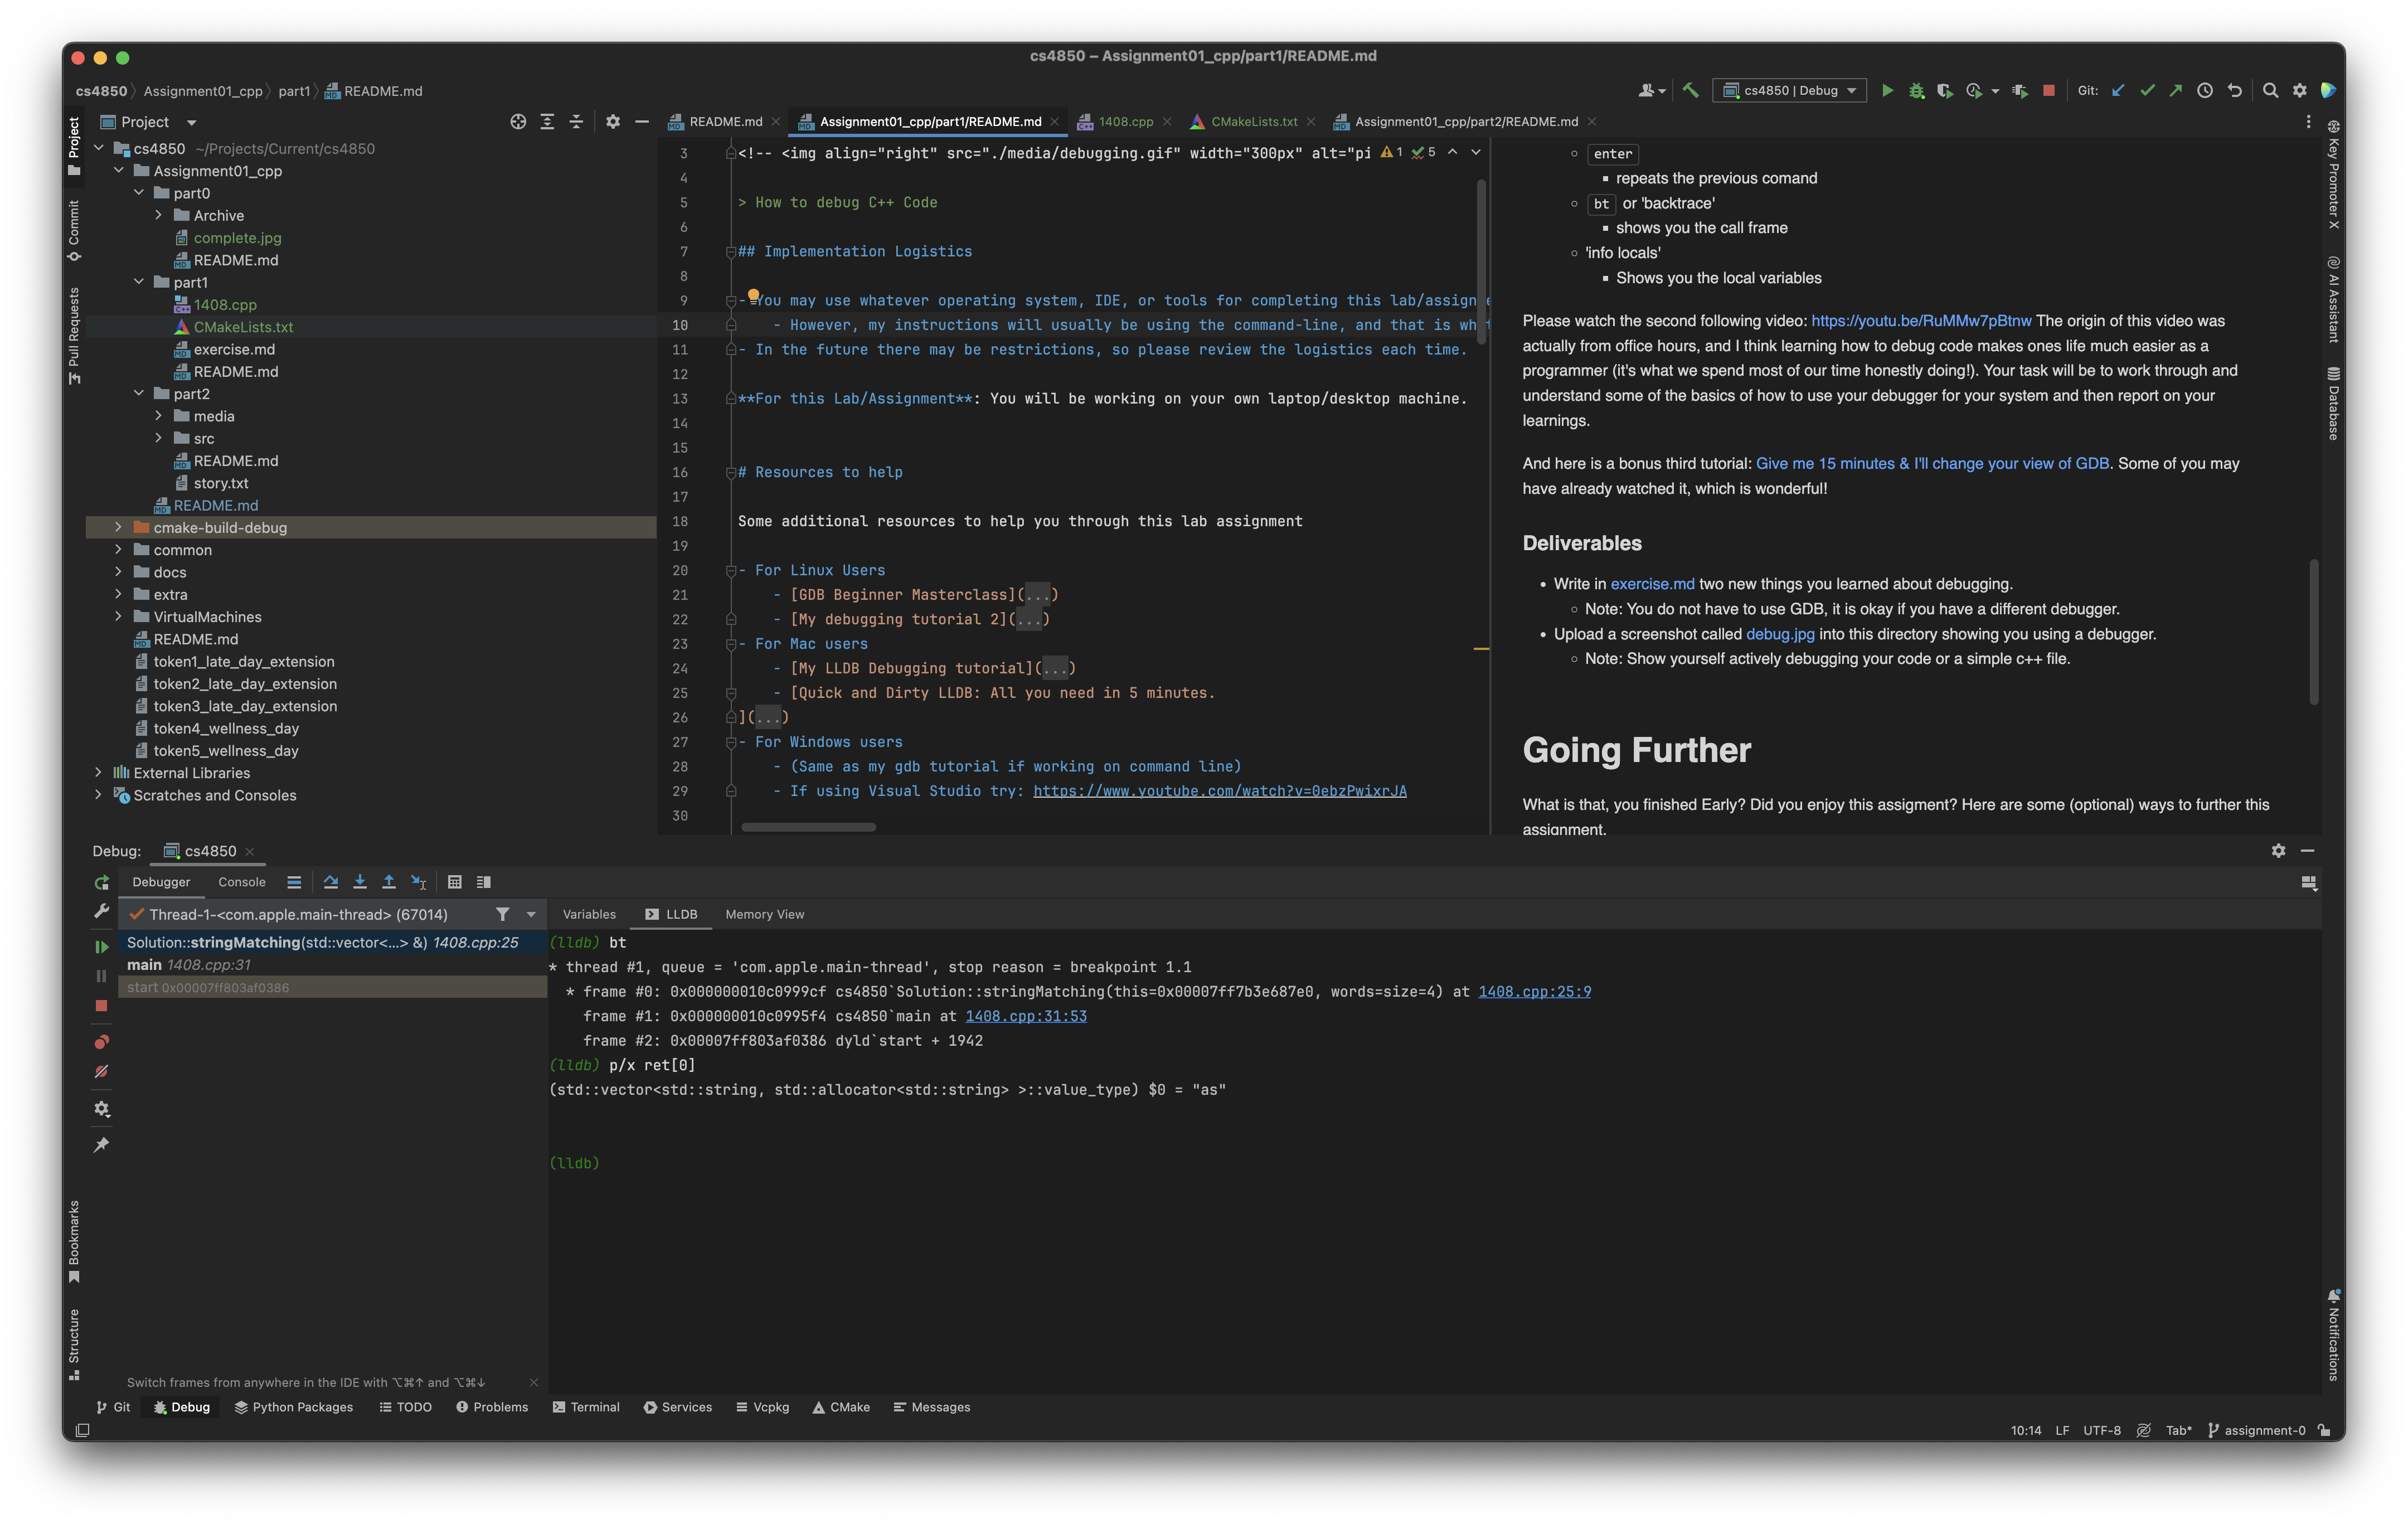 cs4850 – Assignment01_cpp/part1/README.md
cs4850 Assignment01_cpp part1 README.md
cs4850 | Debug
Git:
Project
README.md
Assignment01_cpp/part1/README.md
1408.cpp
CMakeLists.txt
Assignment01_cpp/part2/README.md
Project
Commit
Pull Requests
Bookmarks
Structure
cs4850 ~/Projects/Current/cs4850
Assignment01_cpp
part0
Archive
complete.jpg
README.md
part1
1408.cpp
CMakeLists.txt
exercise.md
README.md
part2
media
src
README.md
story.txt
README.md
cmake-build-debug
common
docs
extra
VirtualMachines
README.md
token1_late_day_extension
token2_late_day_extension
token3_late_day_extension
token4_wellness_day
token5_wellness_day
External Libraries
Scratches and Consoles
3 <!-- <img align="right" src="./media/debugging.gif" width="300px" alt="pi
1 5
4
5 > How to debug C++ Code
6
7 ## Implementation Logistics
8
9 - You may use whatever operating system, IDE, or tools for completing this lab/assign
10 - However, my instructions will usually be using the command-line, and that is
11 - In the future there may be restrictions, so please review the logistics each time.
12
13 **For this Lab/Assignment**: You will be working on your own laptop/desktop machine.
14
15
16 # Resources to help
17
18 Some additional resources to help you through this lab assignment
19
20 - For Linux Users
21 - [GDB Beginner Masterclass](...)
22 - [My debugging tutorial 2](...)
23 - For Mac users
24 - [My LLDB Debugging tutorial](...)
25 - [Quick and Dirty LLDB: All you need in 5 minutes.
26 ](...)
27 - For Windows users
28 - (Same as my gdb tutorial if working on command line)
29 - If using Visual Studio try: https://www.youtube.com/watch?v=0ebzPwixrJA
30
enter
repeats the previous comand
bt or 'backtrace'
shows you the call frame
'info locals'
Shows you the local variables
Please watch the second following video: https://youtu.be/RuMMw7pBtnw The origin of this video was
actually from office hours, and I think learning how to debug code makes ones life much easier as a
programmer (it's what we spend most of our time honestly doing!). Your task will be to work through and
understand some of the basics of how to use your debugger for your system and then report on your
learnings.
And here is a bonus third tutorial: Give me 15 minutes & I'll change your view of GDB. Some of you may
have already watched it, which is wonderful!
Deliverables
• Write in exercise.md two new things you learned about debugging.
Note: You do not have to use GDB, it is okay if you have a different debugger.
• Upload a screenshot called debug.jpg into this directory showing you using a debugger.
Note: Show yourself actively debugging your code or a simple c++ file.
Going Further
What is that, you finished Early? Did you enjoy this assigment? Here are some (optional) ways to further this
assignment.
Key Promoter X
AI Assistant
Database
Notifications
Debug: cs4850
Debugger Console
Thread-1-<com.apple.main-thread> (67014)
Solution::stringMatching(std::vector<...> &) 1408.cpp:25
main 1408.cpp:31
start 0x00007ff803af0386
Switch frames from anywhere in the IDE with ⌥⌘↑ and ⌥⌘↓
Variables LLDB Memory View
(lldb) bt
* thread #1, queue = 'com.apple.main-thread', stop reason = breakpoint 1.1
* frame #0: 0x000000010c0999cf cs4850`Solution::stringMatching(this=0x00007ff7b3e687e0, words=size=4) at 1408.cpp:25:9
frame #1: 0x000000010c0995f4 cs4850`main at 1408.cpp:31:53
frame #2: 0x00007ff803af0386 dyld`start + 1942
(lldb) p/x ret[0]
(std::vector<std::string, std::allocator<std::string> >::value_type) $0 = "as"
(lldb)
Git Debug Python Packages TODO Problems Terminal Services Vcpkg CMake Messages
10:14 LF UTF-8 Tab* assignment-0